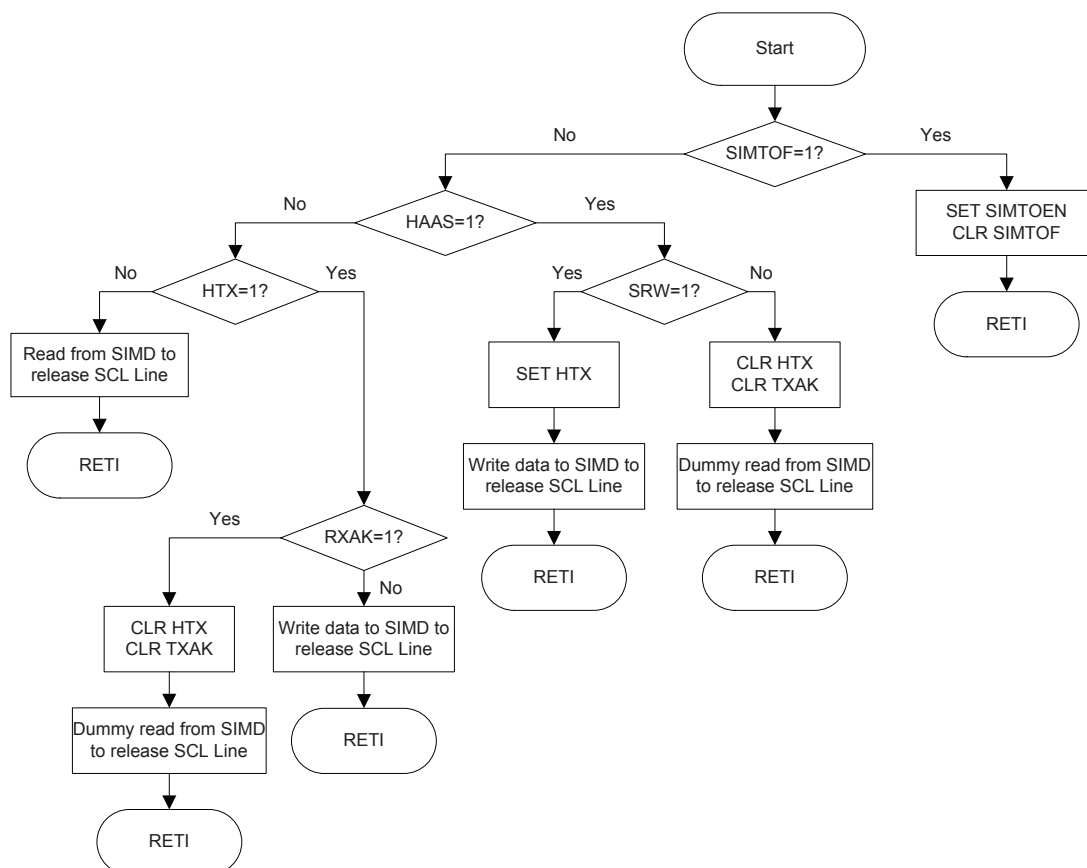 Start
No
Yes
SIMTOF=1?
No
Yes
HAAS=1?
SET SIMTOEN
CLR SIMTOF
No
Yes
HTX=1?
Yes
No
SRW=1?
RETI
Read from SIMD to
release SCL Line
SET HTX
CLR HTX
CLR TXAK
RETI
Write data to SIMD to
release SCL Line
Dummy read from SIMD
to release SCL Line
Yes
RXAK=1?
No
RETI
RETI
CLR HTX
CLR TXAK
Write data to SIMD to
release SCL Line
Dummy read from SIMD
to release SCL Line
RETI
RETI